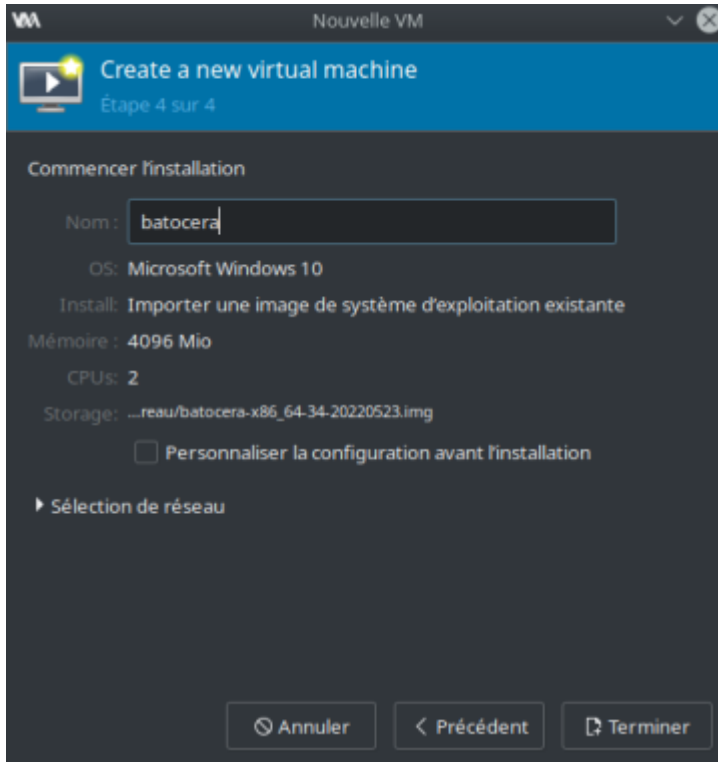 Nouvelle VM
Create a new virtual machine
Étape 4 sur 4
Commencer l'installation
Nom : batocera
OS: Microsoft Windows 10
Install: Importer une image de système d'exploitation existante
Mémoire : 4096 Mio
CPUs: 2
Storage: ...reau/batocera-x86_64-34-20220523.img
Personnaliser la configuration avant l'installation
Sélection de réseau
Annuler Précédent Terminer